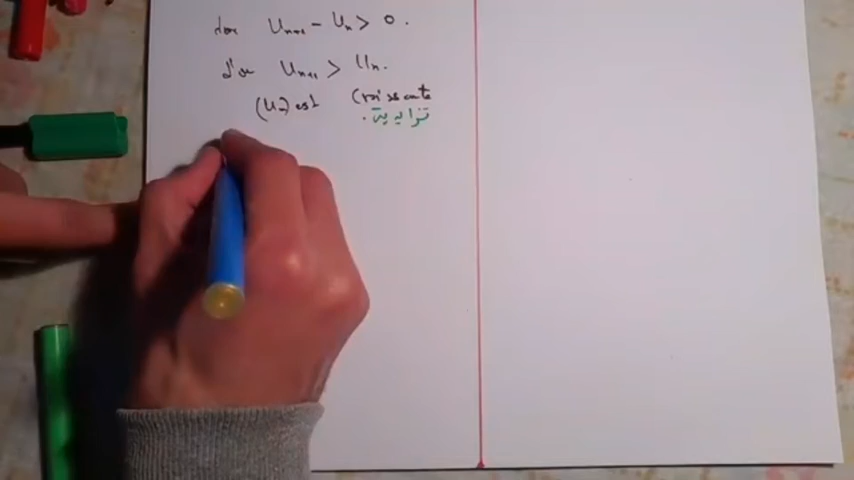 donc Uₙ₊₁ - Uₙ > 0.
d'où Uₙ₊₁ > Uₙ.
(Uₙ) est Croissante
تزايدية.